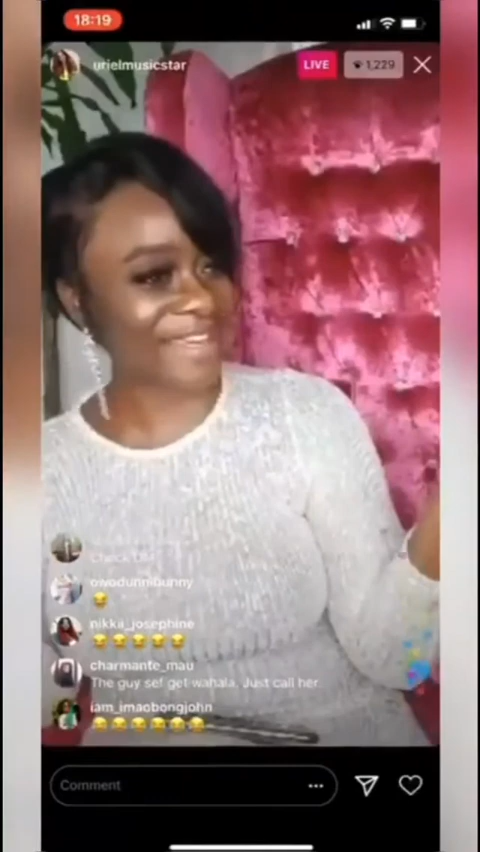 18:19
urielmusicstar
LIVE
1,229
owodunnibunny
nikka_josephine
charmante_mau
The guy sef get wahala. Just call her
iam_imaobongjohn
Comment